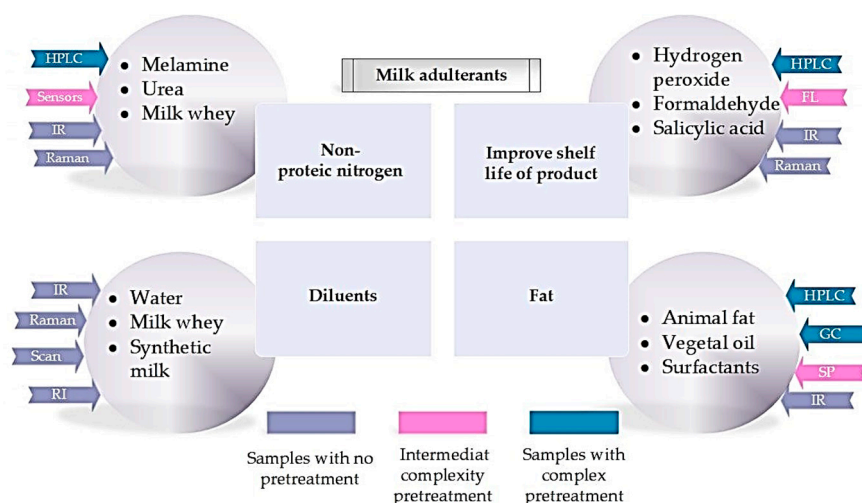 Milk adulterants
HPLC
Sensors
IR
Raman
• Melamine
• Urea
• Milk whey
Non-
proteic nitrogen
Improve shelf
life of product
• Hydrogen
peroxide
• Formaldehyde
• Salicylic acid
HPLC
FL
IR
Raman
IR
Raman
Scan
RI
• Water
• Milk whey
• Synthetic
milk
Diluents
Fat
• Animal fat
• Vegetal oil
• Surfactants
HPLC
GC
SP
IR
Samples with no
pretreatment
Intermediat
complexity
pretreatment
Samples with
complex
pretreatment